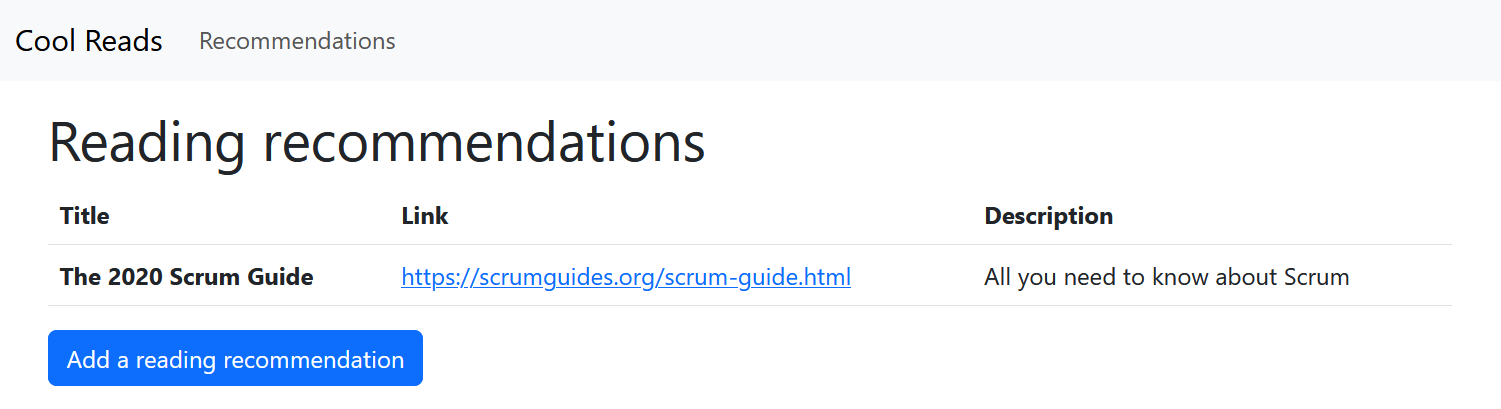 Cool Reads Recommendations
Reading recommendations
Title Link Description
The 2020 Scrum Guide https://scrumguides.org/scrum-guide.html All you need to know about Scrum
Add a reading recommendation